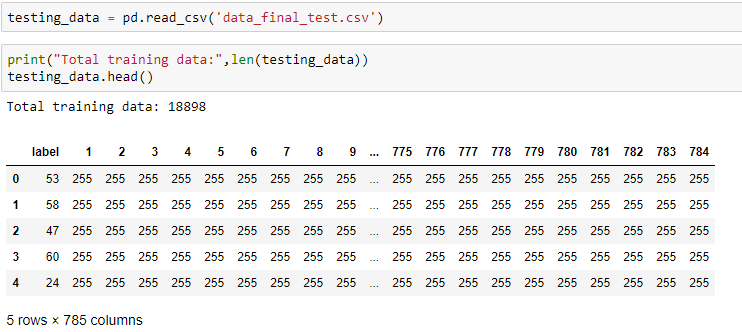 testing_data = pd.read_csv('data_final_test.csv')
print("Total training data:",len(testing_data))
testing_data.head()
Total training data: 18898
label 1 2 3 4 5 6 7 8 9 ... 775 776 777 778 779 780 781 782 783 784
0 53 255 255 255 255 255 255 255 255 255 ... 255 255 255 255 255 255 255 255 255 255
1 58 255 255 255 255 255 255 255 255 255 ... 255 255 255 255 255 255 255 255 255 255
2 47 255 255 255 255 255 255 255 255 255 ... 255 255 255 255 255 255 255 255 255 255
3 60 255 255 255 255 255 255 255 255 255 ... 255 255 255 255 255 255 255 255 255 255
4 24 255 255 255 255 255 255 255 255 255 ... 255 255 255 255 255 255 255 255 255 255
5 rows × 785 columns